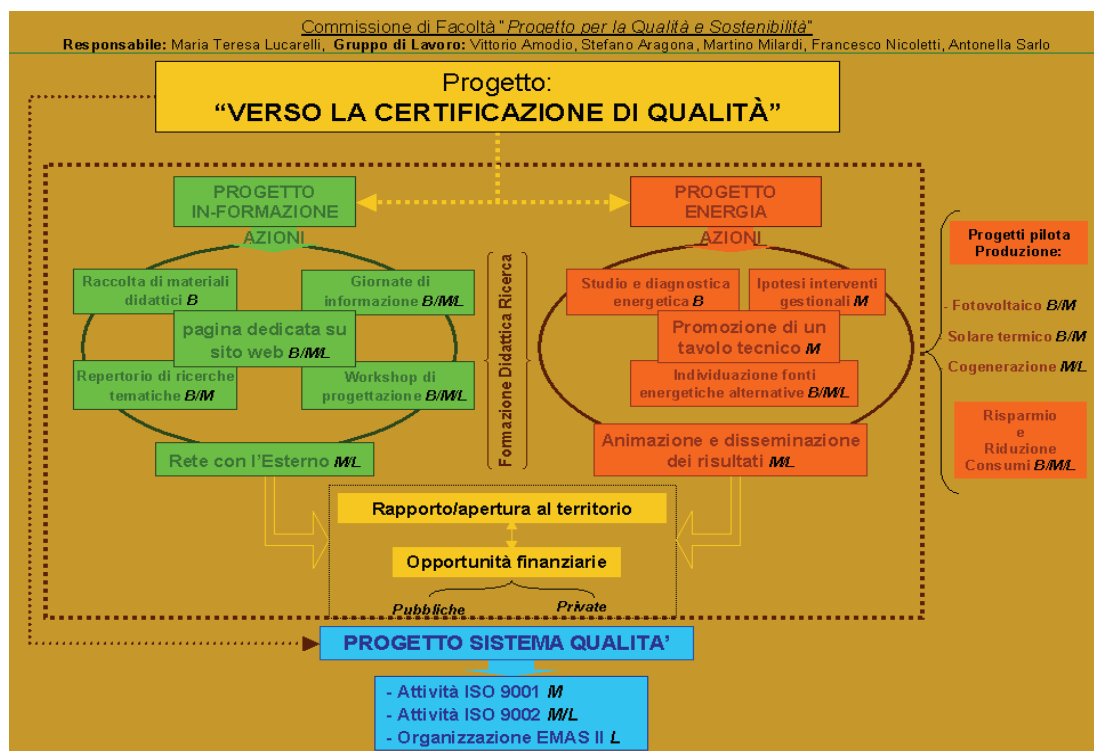 Commissione di Facoltà "Progetto per la Qualità e Sostenibilità"
Responsabile: Maria Teresa Lucarelli, Gruppo di Lavoro: Vittorio Amodio, Stefano Aragona, Martino Milardi, Francesco Nicoletti, Antonella Sarlo
Progetto:
“VERSO LA CERTIFICAZIONE DI QUALITÀ”
PROGETTO
IN-FORMAZIONE
AZIONI
Raccolta di materiali
didattici B
Giornate di
informazione B/M/L
pagina dedicata su
sito web B/M/L
Repertorio di ricerche
tematiche B/M
Workshop di
progettazione B/M/L
Rete con l'Esterno M/L
Formazione Didattica Ricerca
PROGETTO
ENERGIA
AZIONI
Studio e diagnostica
energetica B
Ipotesi interventi
gestionali M
Promozione di un
tavolo tecnico M
Individuazione fonti
energetiche alternative B/M/L
Animazione e disseminazione
dei risultati M/L
Progetti pilota
Produzione:
- Fotovoltaico B/M
Solare termico B/M
Cogenerazione M/L
Risparmio
e
Riduzione
Consumi B/M/L
Rapporto/apertura al territorio
Opportunità finanziarie
Pubbliche
Private
PROGETTO SISTEMA QUALITA’
- Attività ISO 9001 M
- Attività ISO 9002 M/L
- Organizzazione EMAS II L